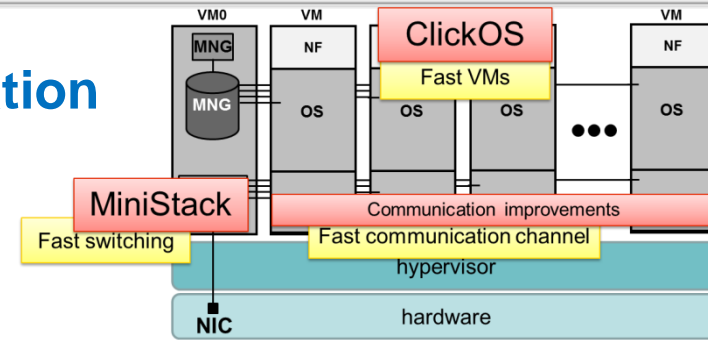 VM0
VM
VM
MNG
NF
ClickOS
NF
tion
Fast VMs
MNG
OS
OS
OS
OS
MiniStack
Communication improvements
Fast switching
Fast communication channel
hypervisor
hardware
NIC